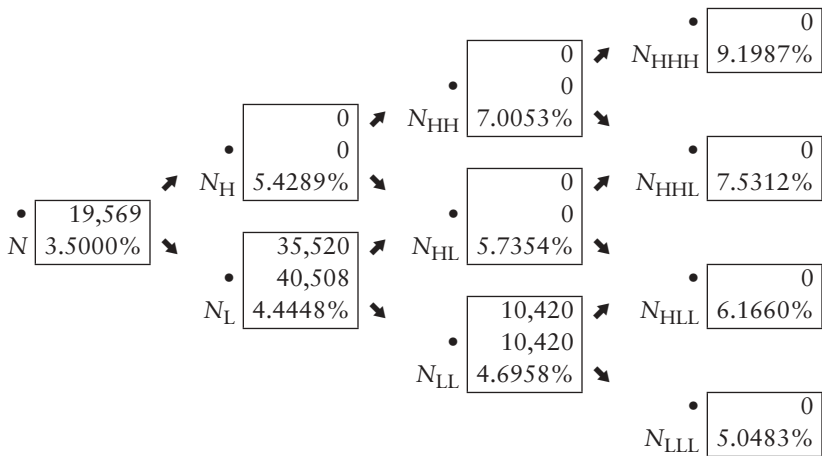 • 19,569
N 3.5000%
0
• 0
N_H 5.4289%
35,520
• 40,508
N_L 4.4448%
0
• 0
N_HH 7.0053%
0
• 0
N_HL 5.7354%
10,420
• 10,420
N_LL 4.6958%
• 0
N_HHH 9.1987%
• 0
N_HHL 7.5312%
• 0
N_HLL 6.1660%
• 0
N_LLL 5.0483%